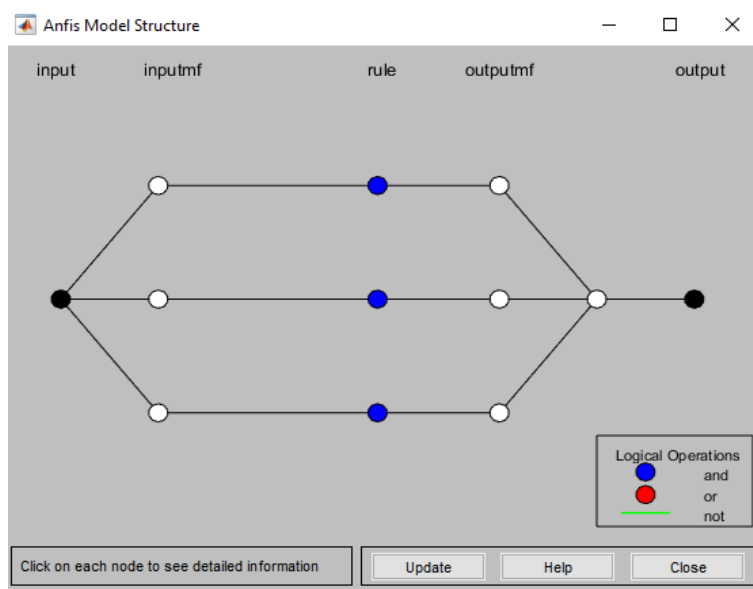 Anfis Model Structure
input inputmf rule outputmf output
Logical Operations
and
or
not
Click on each node to see detailed information
Update Help Close